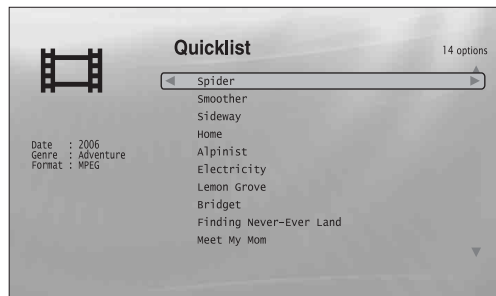 Quicklist
14 options
Spider
Smoother
Sideway
Home
Alpinist
Electricity
Lemon Grove
Bridget
Finding Never-Ever Land
Meet My Mom
Date : 2006
Genre : Adventure
Format : MPEG